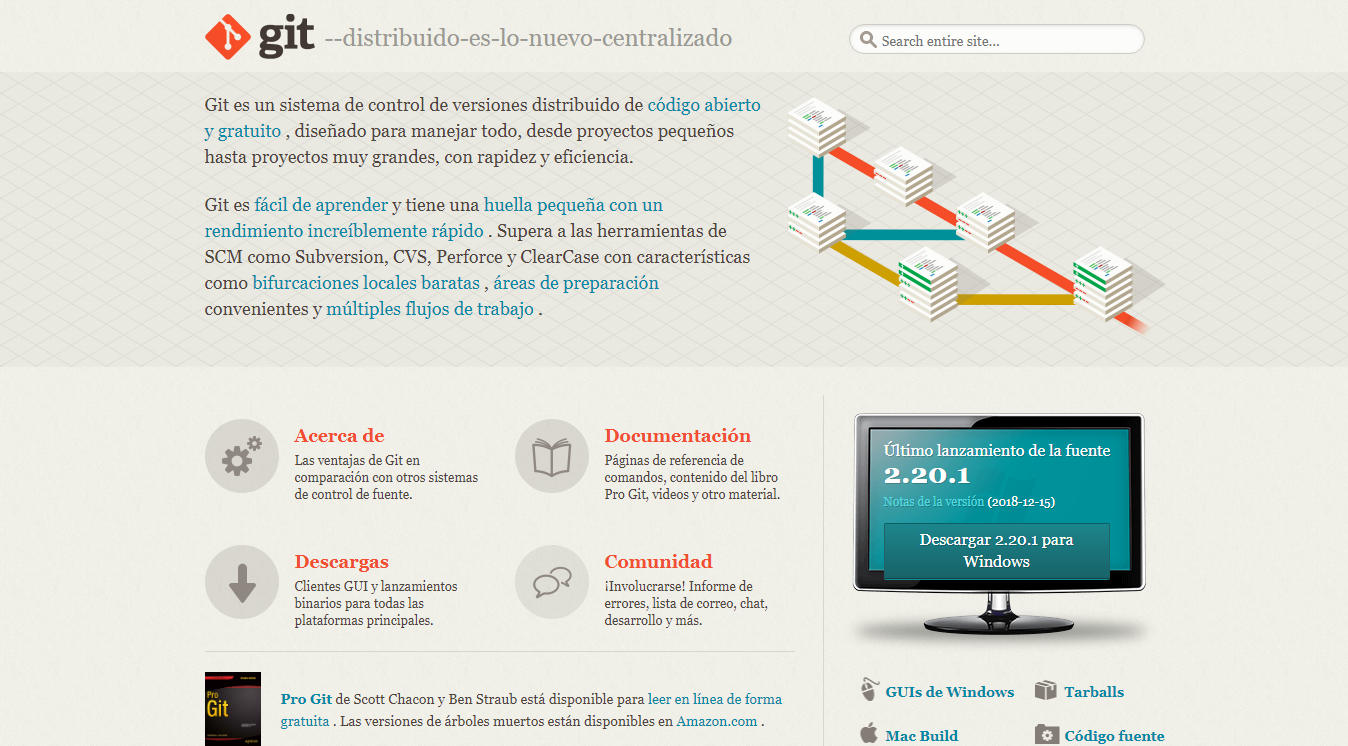 git --distribuido-es-lo-nuevo-centralizado
Search entire site...
Git es un sistema de control de versiones distribuido de código abierto
y gratuito , diseñado para manejar todo, desde proyectos pequeños
hasta proyectos muy grandes, con rapidez y eficiencia.
Git es fácil de aprender y tiene una huella pequeña con un
rendimiento increíblemente rápido . Supera a las herramientas de
SCM como Subversion, CVS, Perforce y ClearCase con características
como bifurcaciones locales baratas , áreas de preparación
convenientes y múltiples flujos de trabajo .
Acerca de
Las ventajas de Git en
comparación con otros sistemas
de control de fuente.
Documentación
Páginas de referencia de
comandos, contenido del libro
Pro Git, videos y otro material.
Descargas
Clientes GUI y lanzamientos
binarios para todas las
plataformas principales.
Comunidad
¡Involucrarse! Informe de
errores, lista de correo, chat,
desarrollo y más.
Pro
Git
Pro Git de Scott Chacon y Ben Straub está disponible para leer en línea de forma
gratuita . Las versiones de árboles muertos están disponibles en Amazon.com .
Último lanzamiento de la fuente
2.20.1
Notas de la versión (2018-12-15)
Descargar 2.20.1 para
Windows
GUIs de Windows
Tarballs
Mac Build
Código fuente